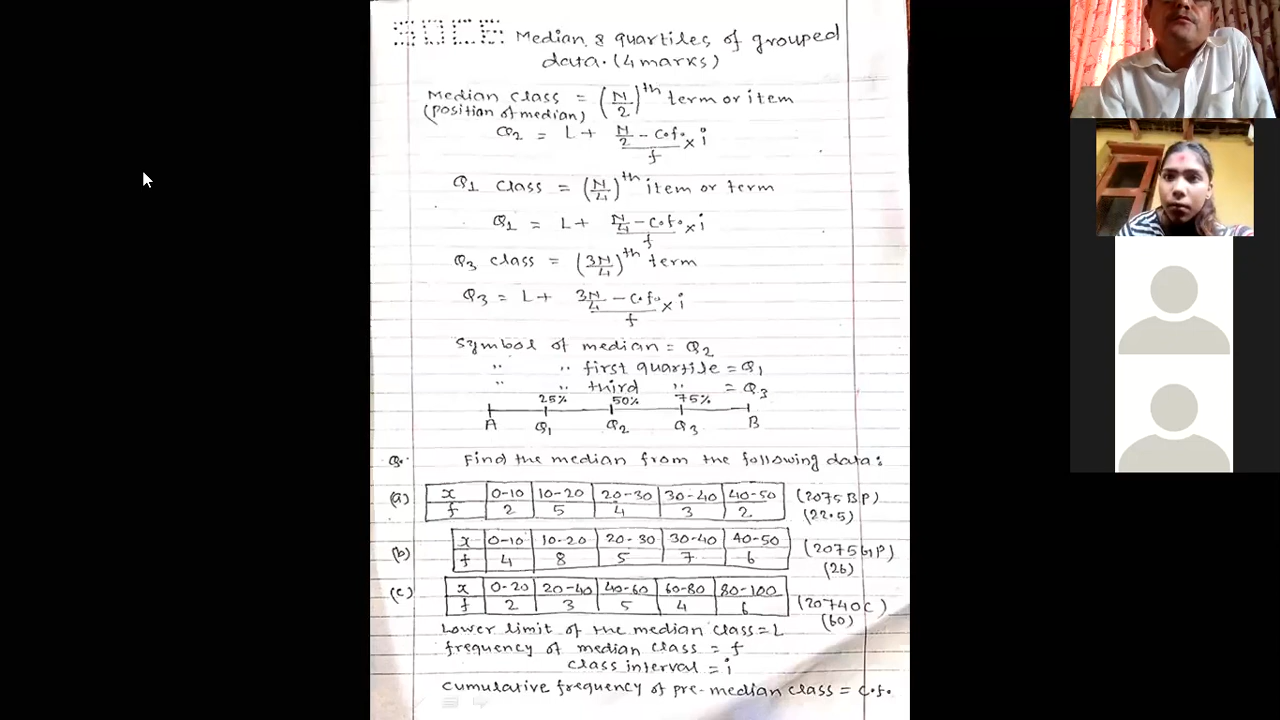 SOCE Median & quartiles of grouped
data. (4 marks)
Median class = (N/2)th term or item
(position of median)
Q2 = L + (N/2 - c.f.)/f × i
Q1 class = (N/4)th item or term
Q1 = L + (N/4 - c.f.)/f × i
Q3 class = (3N/4)th term
Q3 = L + (3N/4 - c.f.)/f × i
Symbol of median = Q2
" " first quartile = Q1
" " third " = Q3
25% 50% 75%
A Q1 Q2 Q3 B
Q. Find the median from the following data:
(a) x 0-10 10-20 20-30 30-40 40-50 (2075 BP)
f 2 5 4 3 2 (22.5)
(b) x 0-10 10-20 20-30 30-40 40-50 (2075 GP)
f 4 8 5 7 6 (26)
(c) x 0-20 20-40 40-60 60-80 80-100 (2074 OC)
f 2 3 5 4 6 (60)
Lower limit of the median class = L
frequency of median class = f
class interval = i
cumulative frequency of pre-median class = c.f.